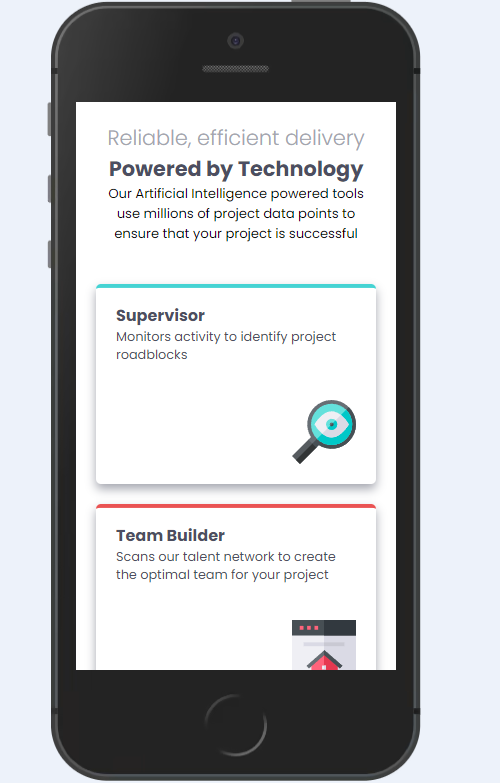 Reliable, efficient delivery
Powered by Technology
Our Artificial Intelligence powered tools
use millions of project data points to
ensure that your project is successful
Supervisor
Monitors activity to identify project
roadblocks
Team Builder
Scans our talent network to create
the optimal team for your project